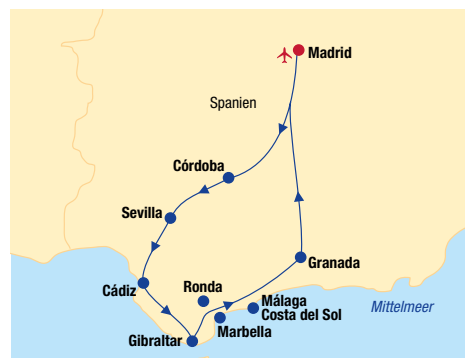 Madrid
Spanien
Córdoba
Sevilla
Granada
Cádiz
Ronda
Málaga
Costa del Sol
Mittelmeer
Marbella
Gibraltar